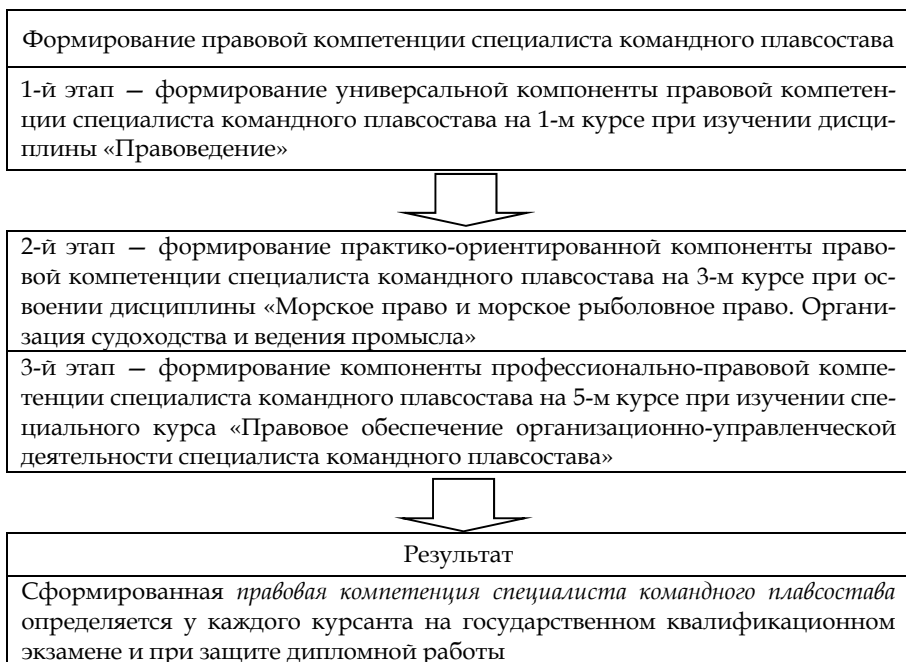 Формирование правовой компетенции специалиста командного плавсостава
1-й этап — формирование универсальной компоненты правовой компетен-
ции специалиста командного плавсостава на 1-м курсе при изучении дисци-
плины «Правоведение»
2-й этап — формирование практико-ориентированной компоненты право-
вой компетенции специалиста командного плавсостава на 3-м курсе при ос-
воении дисциплины «Морское право и морское рыболовное право. Органи-
зация судоходства и ведения промысла»
3-й этап — формирование компоненты профессионально-правовой компе-
тенции специалиста командного плавсостава на 5-м курсе при изучении спе-
циального курса «Правовое обеспечение организационно-управленческой
деятельности специалиста командного плавсостава»
Результат
Сформированная правовая компетенция специалиста командного плавсостава
определяется у каждого курсанта на государственном квалификационном
экзамене и при защите дипломной работы